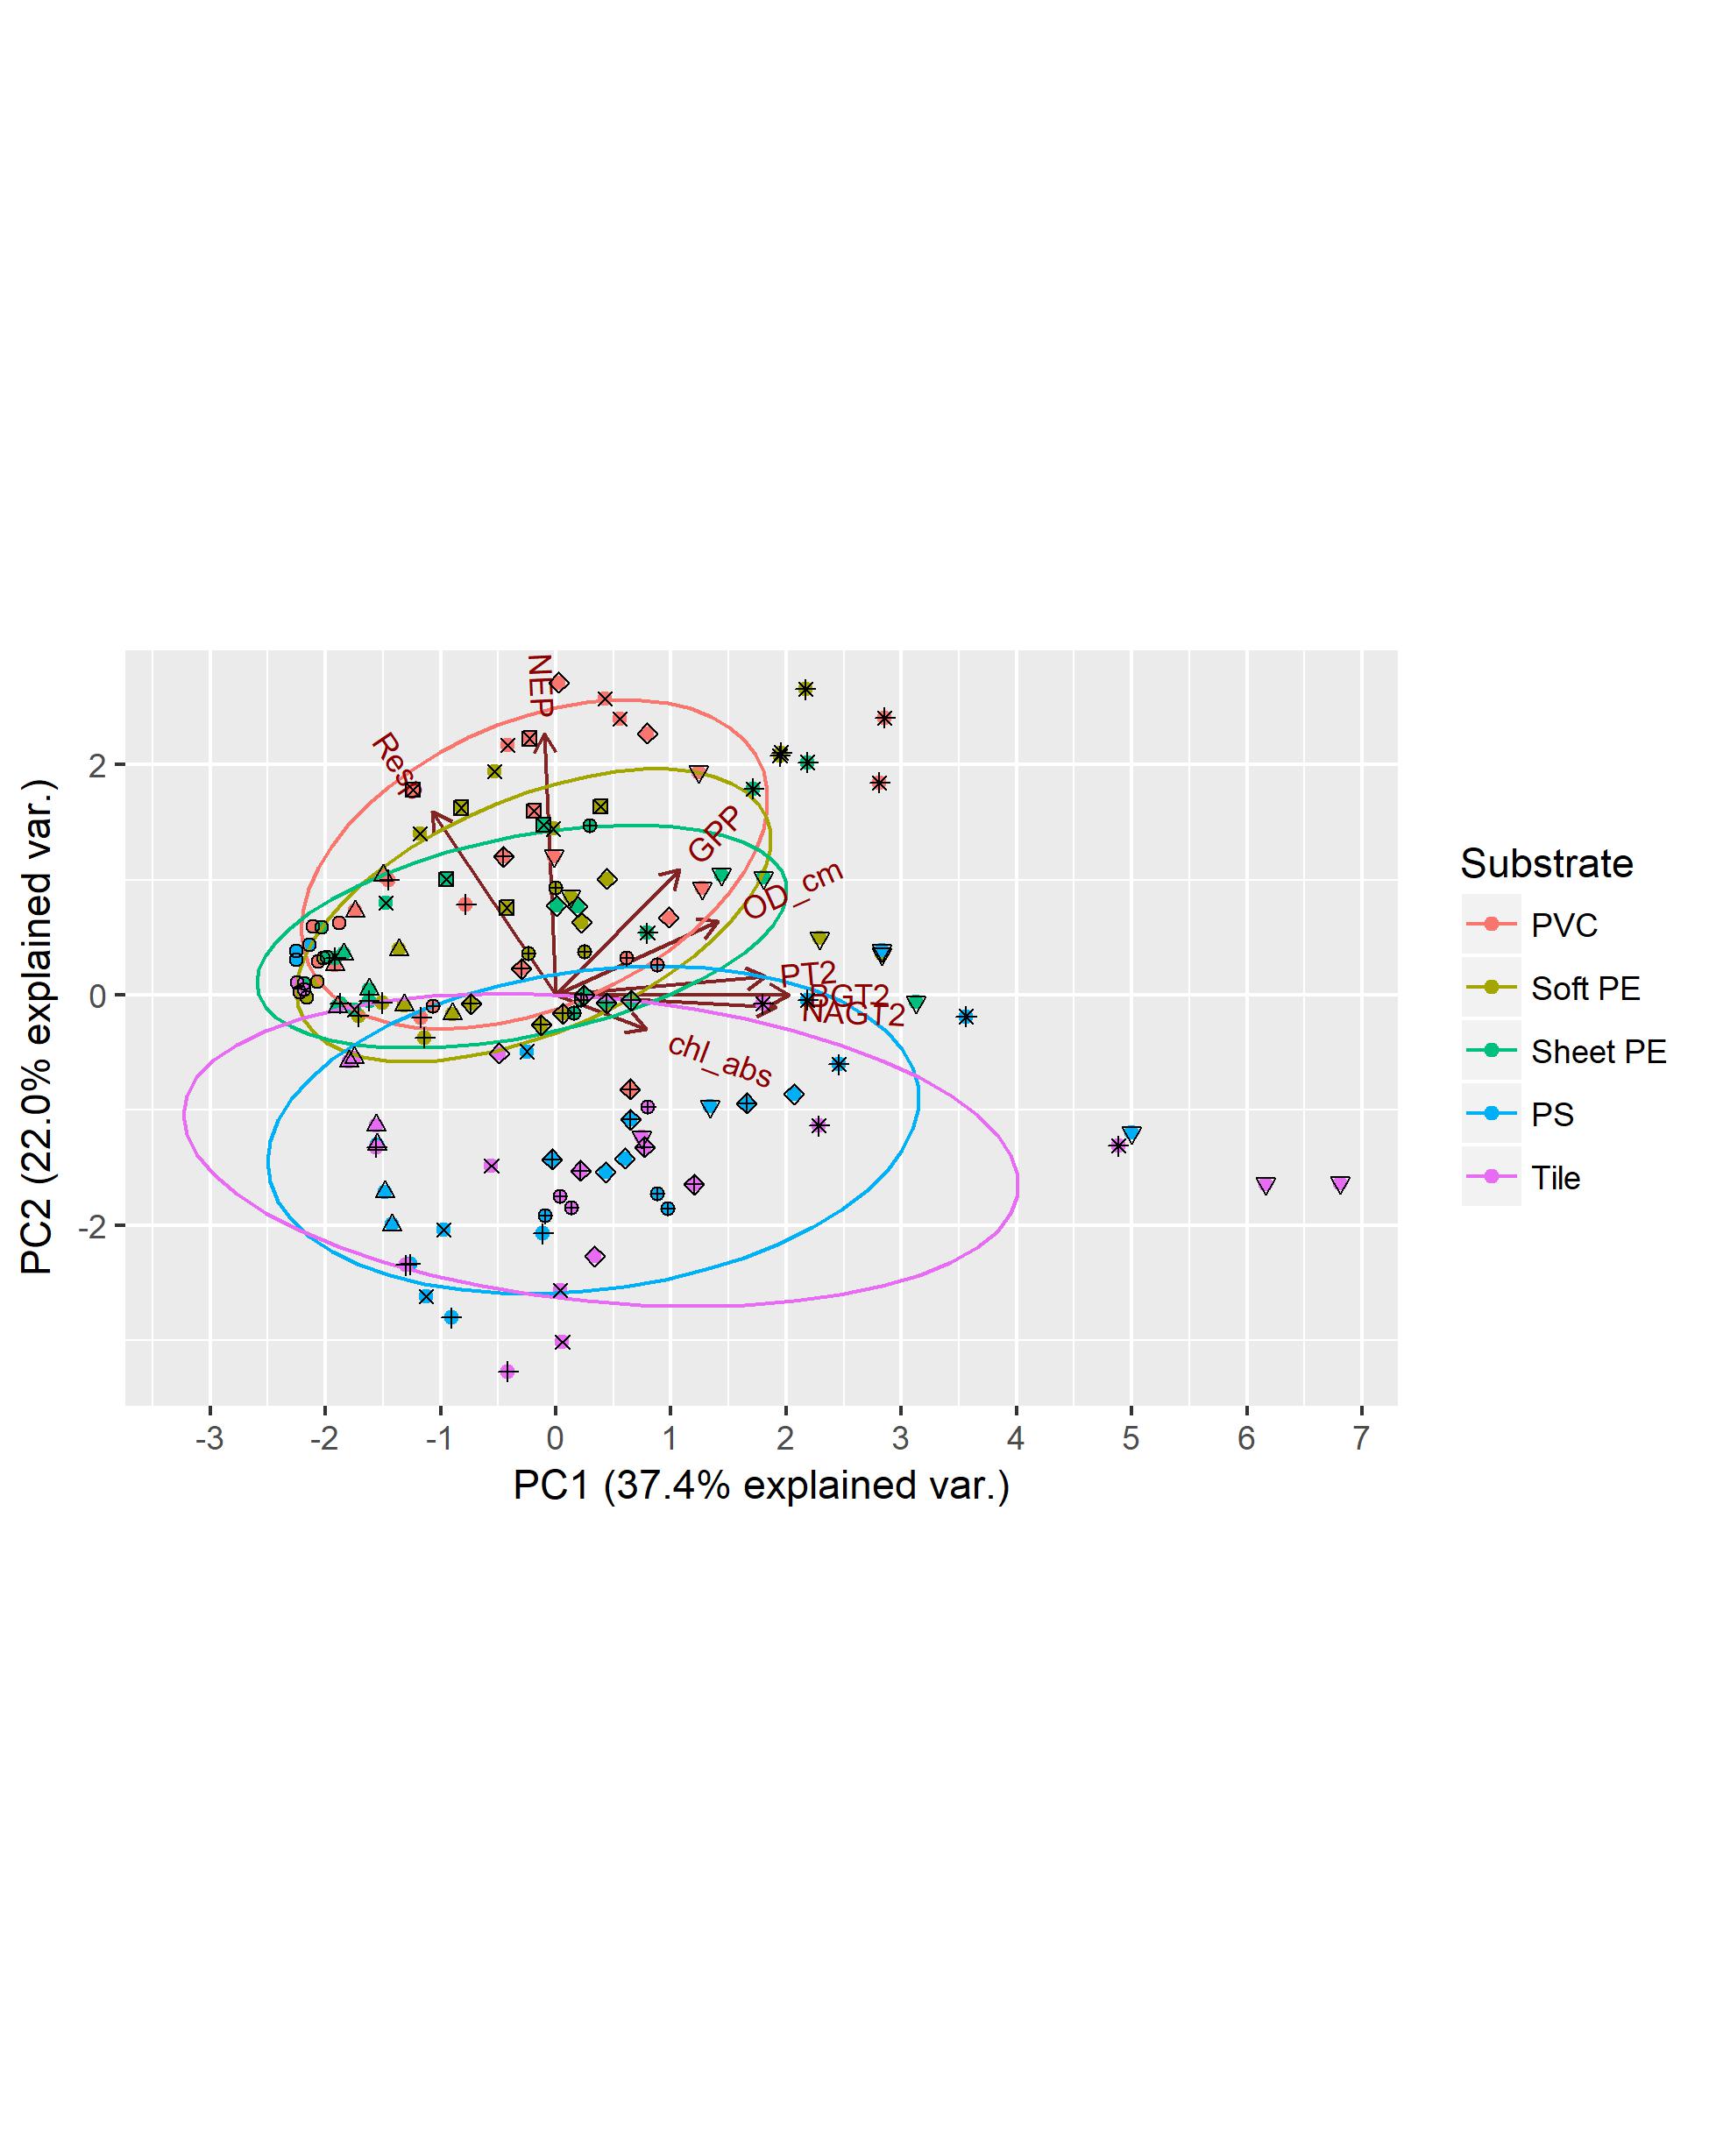 NEP
Resp
GPP
OD_cm
PT2
BGT2
NAGT2
chl_abs
2
0
-2
-3 -2 -1 0 1 2 3 4 5 6 7
PC1 (37.4% explained var.)
PC2 (22.0% explained var.)
Substrate
PVC
Soft PE
Sheet PE
PS
Tile